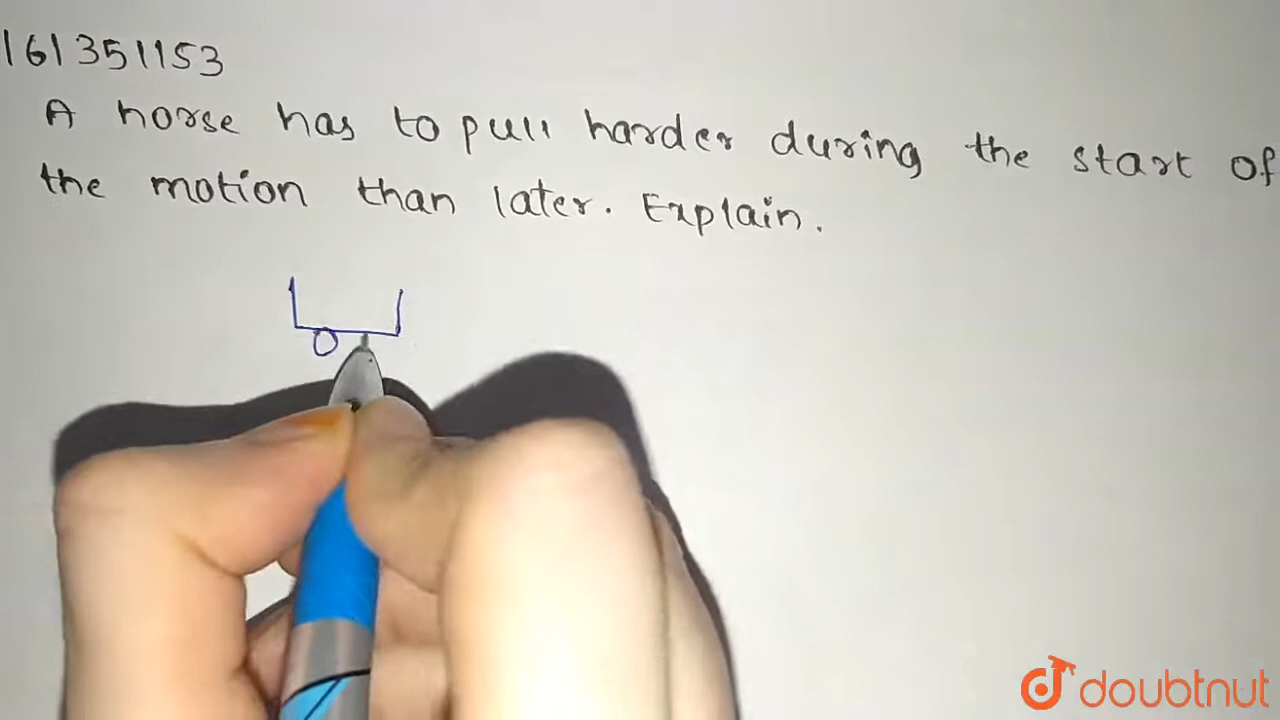 161351153
A horse has to pull harder during the start of
the motion than later. Explain.
doubtnut